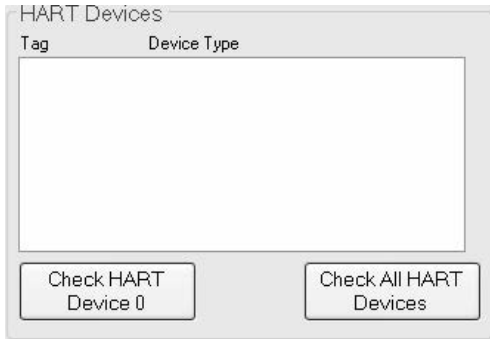 HART Devices
Tag Device Type
Check HART Check All HART
Device 0 Devices